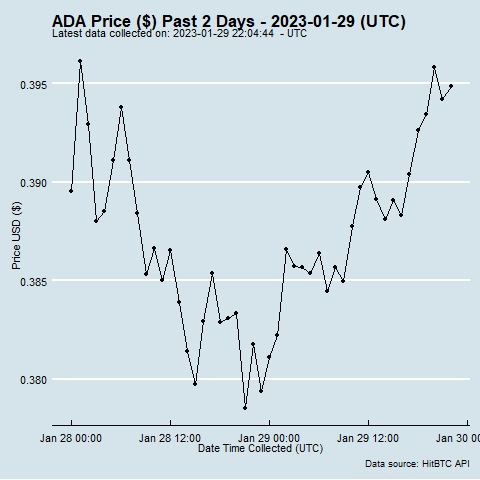 ADA Price ($) Past 2 Days - 2023-01-29 (UTC)
Latest data collected on: 2023-01-29 22:04:44  - UTC
0.395
0.390
0.385
0.380
Price USD ($)
Jan 28 00:00 Jan 28 12:00 Jan 29 00:00 Jan 29 12:00 Jan 30 0
Date Time Collected (UTC)
Data source: HitBTC API